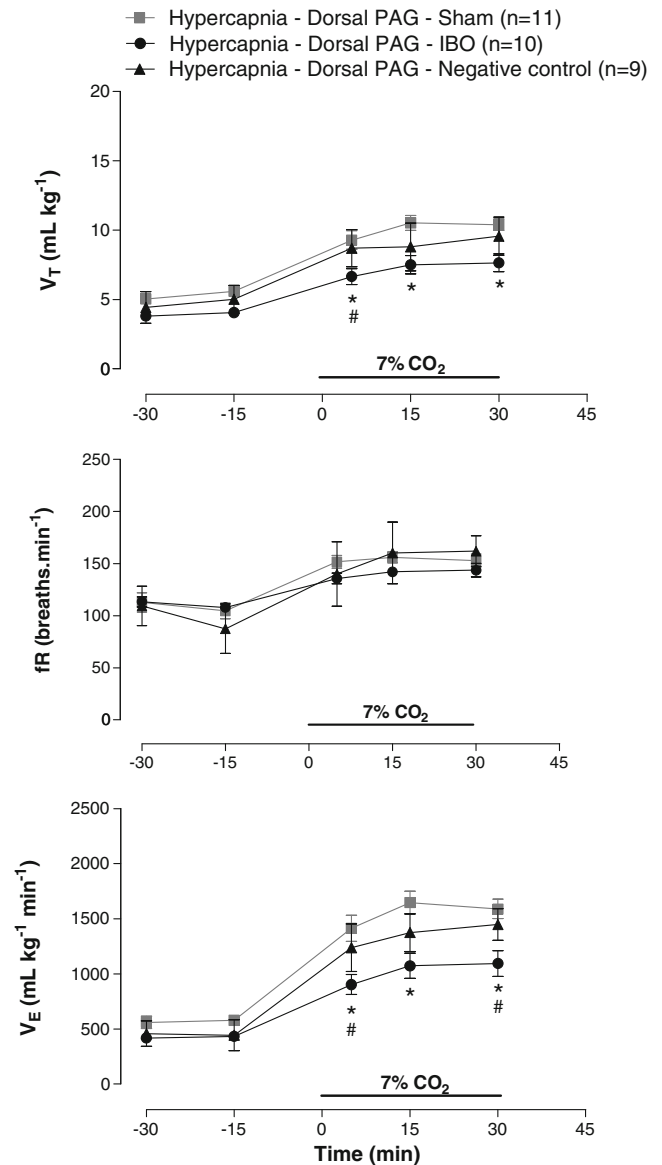 Hypercapnia - Dorsal PAG - Sham (n=11)
Hypercapnia - Dorsal PAG - IBO (n=10)
Hypercapnia - Dorsal PAG - Negative control (n=9)
20
15
10
5
0
V_T (mL kg⁻¹)
* * *
#
7% CO₂
-30 -15 0 15 30 45
250
200
150
100
50
0
fR (breaths.min⁻¹)
7% CO₂
-30 -15 0 15 30 45
2500
2000
1500
1000
500
0
V_E (mL kg⁻¹ min⁻¹)
* * *
# #
7% CO₂
-30 -15 0 15 30 45
Time (min)